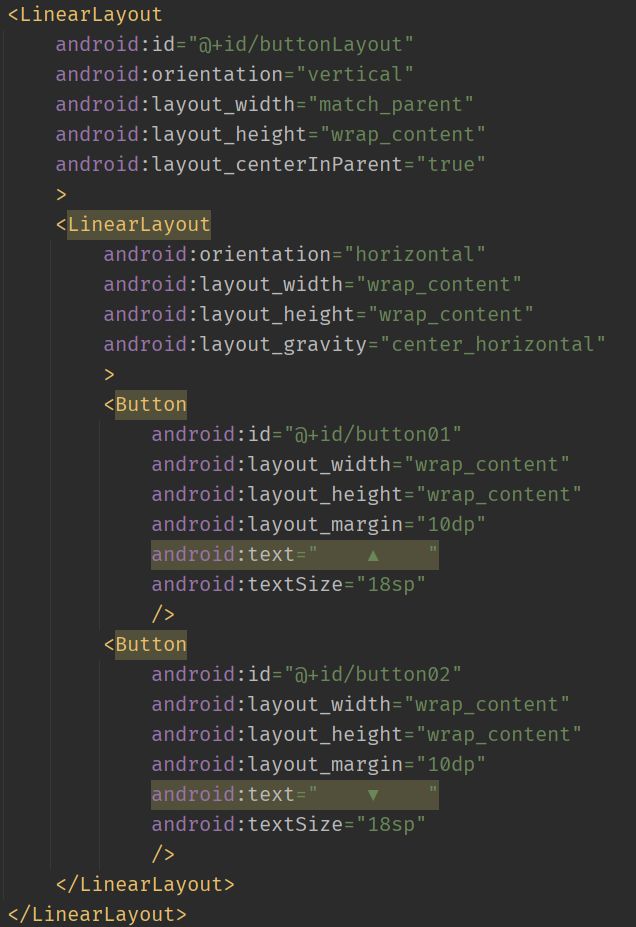 <LinearLayout
    android:id="@+id/buttonLayout"
    android:orientation="vertical"
    android:layout_width="match_parent"
    android:layout_height="wrap_content"
    android:layout_centerInParent="true"
    >
    <LinearLayout
        android:orientation="horizontal"
        android:layout_width="wrap_content"
        android:layout_height="wrap_content"
        android:layout_gravity="center_horizontal"
        >
        <Button
            android:id="@+id/button01"
            android:layout_width="wrap_content"
            android:layout_height="wrap_content"
            android:layout_margin="10dp"
            android:text="    ▲    "
            android:textSize="18sp"
            />
        <Button
            android:id="@+id/button02"
            android:layout_width="wrap_content"
            android:layout_height="wrap_content"
            android:layout_margin="10dp"
            android:text="    ▼    "
            android:textSize="18sp"
            />
    </LinearLayout>
</LinearLayout>